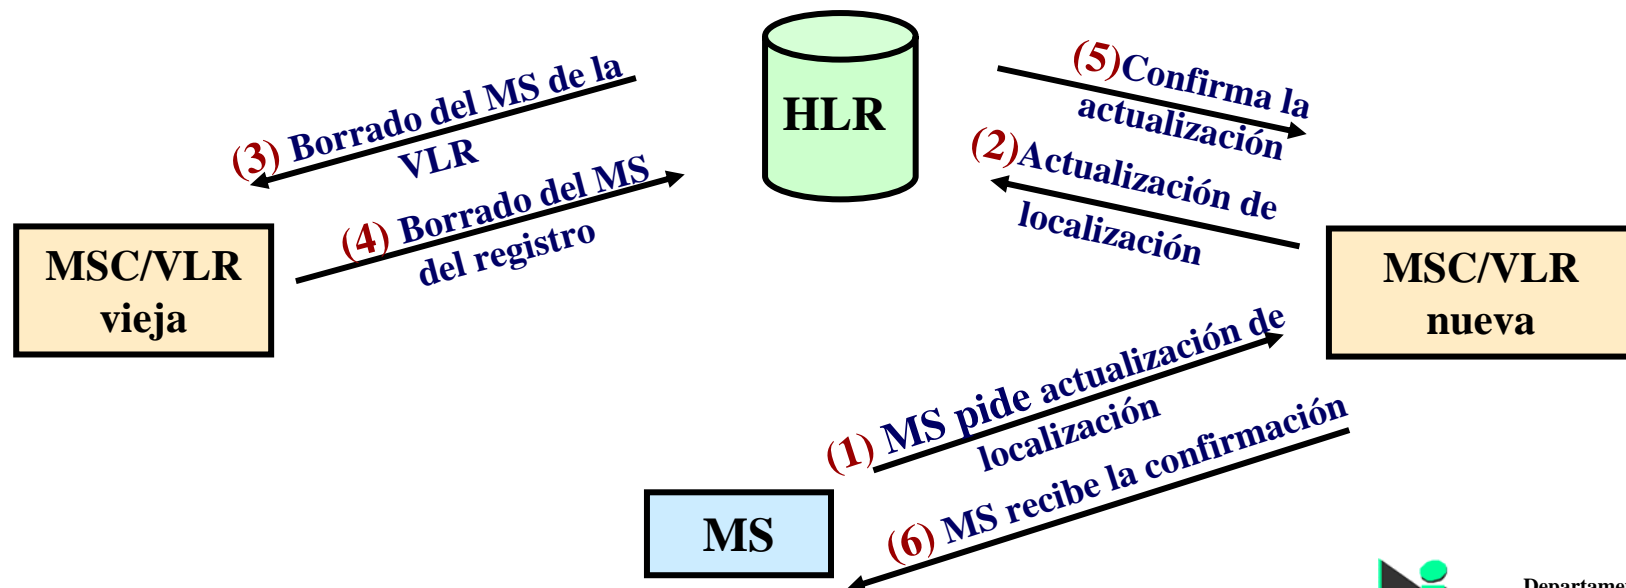 (5)Confirma la
actualización
(3) Borrado del MS de la
VLR
HLR
(2)Actualización de
localización
(4) Borrado del MS
del registro
MSC/VLR
vieja
MSC/VLR
nueva
(1) MS pide actualización de
localización
(6) MS recibe la confirmación
MS